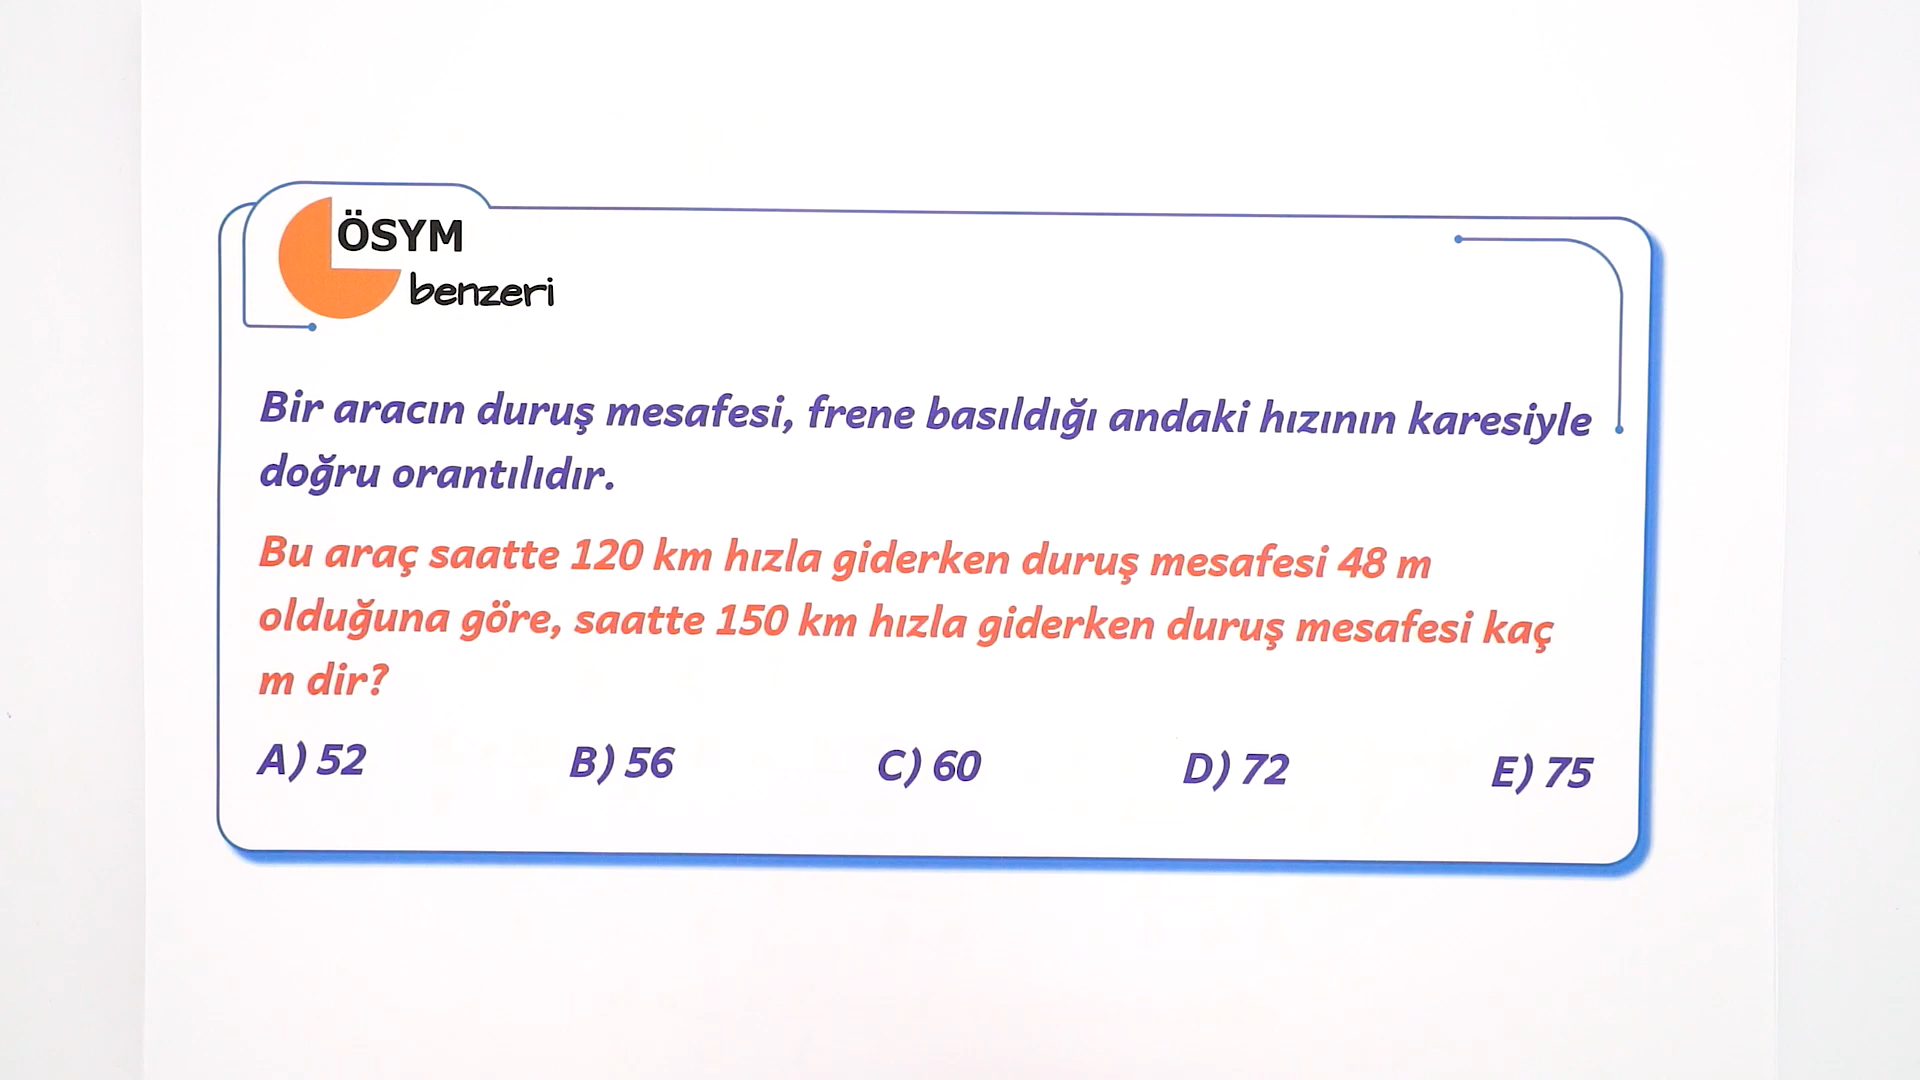 ÖSYM
benzeri
Bir aracın duruş mesafesi, frene basıldığı andaki hızının karesiyle
doğru orantılıdır.
Bu araç saatte 120 km hızla giderken duruş mesafesi 48 m
olduğuna göre, saatte 150 km hızla giderken duruş mesafesi kaç
m dir?
A) 52 B) 56 C) 60 D) 72 E) 75